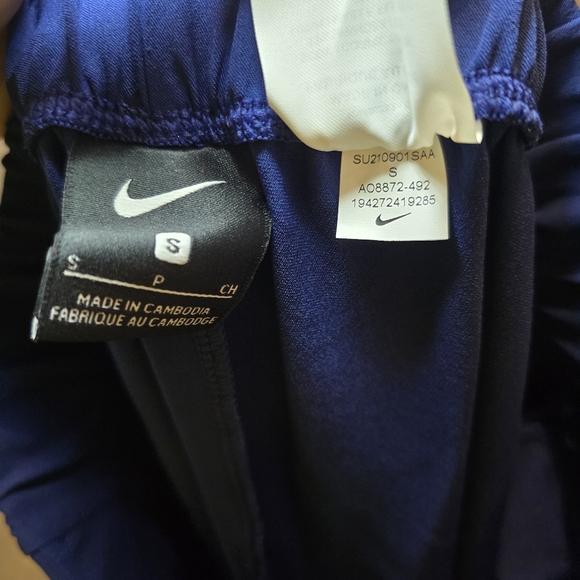 S
S
P
CH
MADE IN CAMBODIA
FABRIQUE AU CAMBODGE
SU210901SAA
S
AO8872-492
194272419285